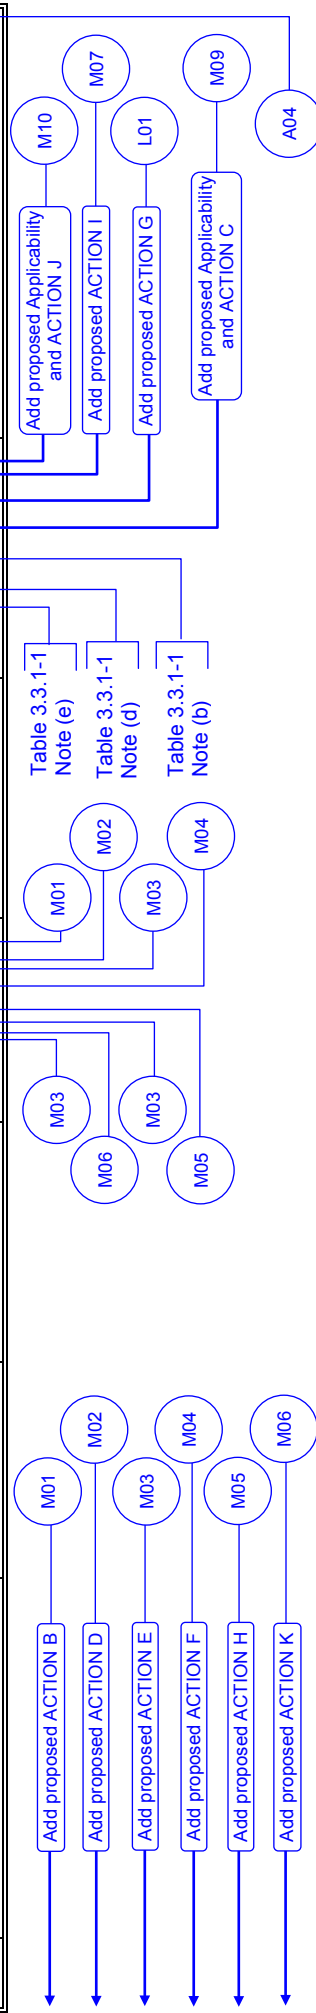 Add proposed ACTION B
M01
Add proposed ACTION D
M02
Add proposed ACTION E
M03
Add proposed ACTION F
M04
Add proposed ACTION H
M05
Add proposed ACTION K
M06
M03
M06
M03
M05
M01
M02
M03
M04
Table 3.3.1-1
Note (e)
Table 3.3.1-1
Note (d)
Table 3.3.1-1
Note (b)
Add proposed Applicability
and ACTION J
M10
Add proposed ACTION I
M07
Add proposed ACTION G
L01
Add proposed Applicability
and ACTION C
M09
A04